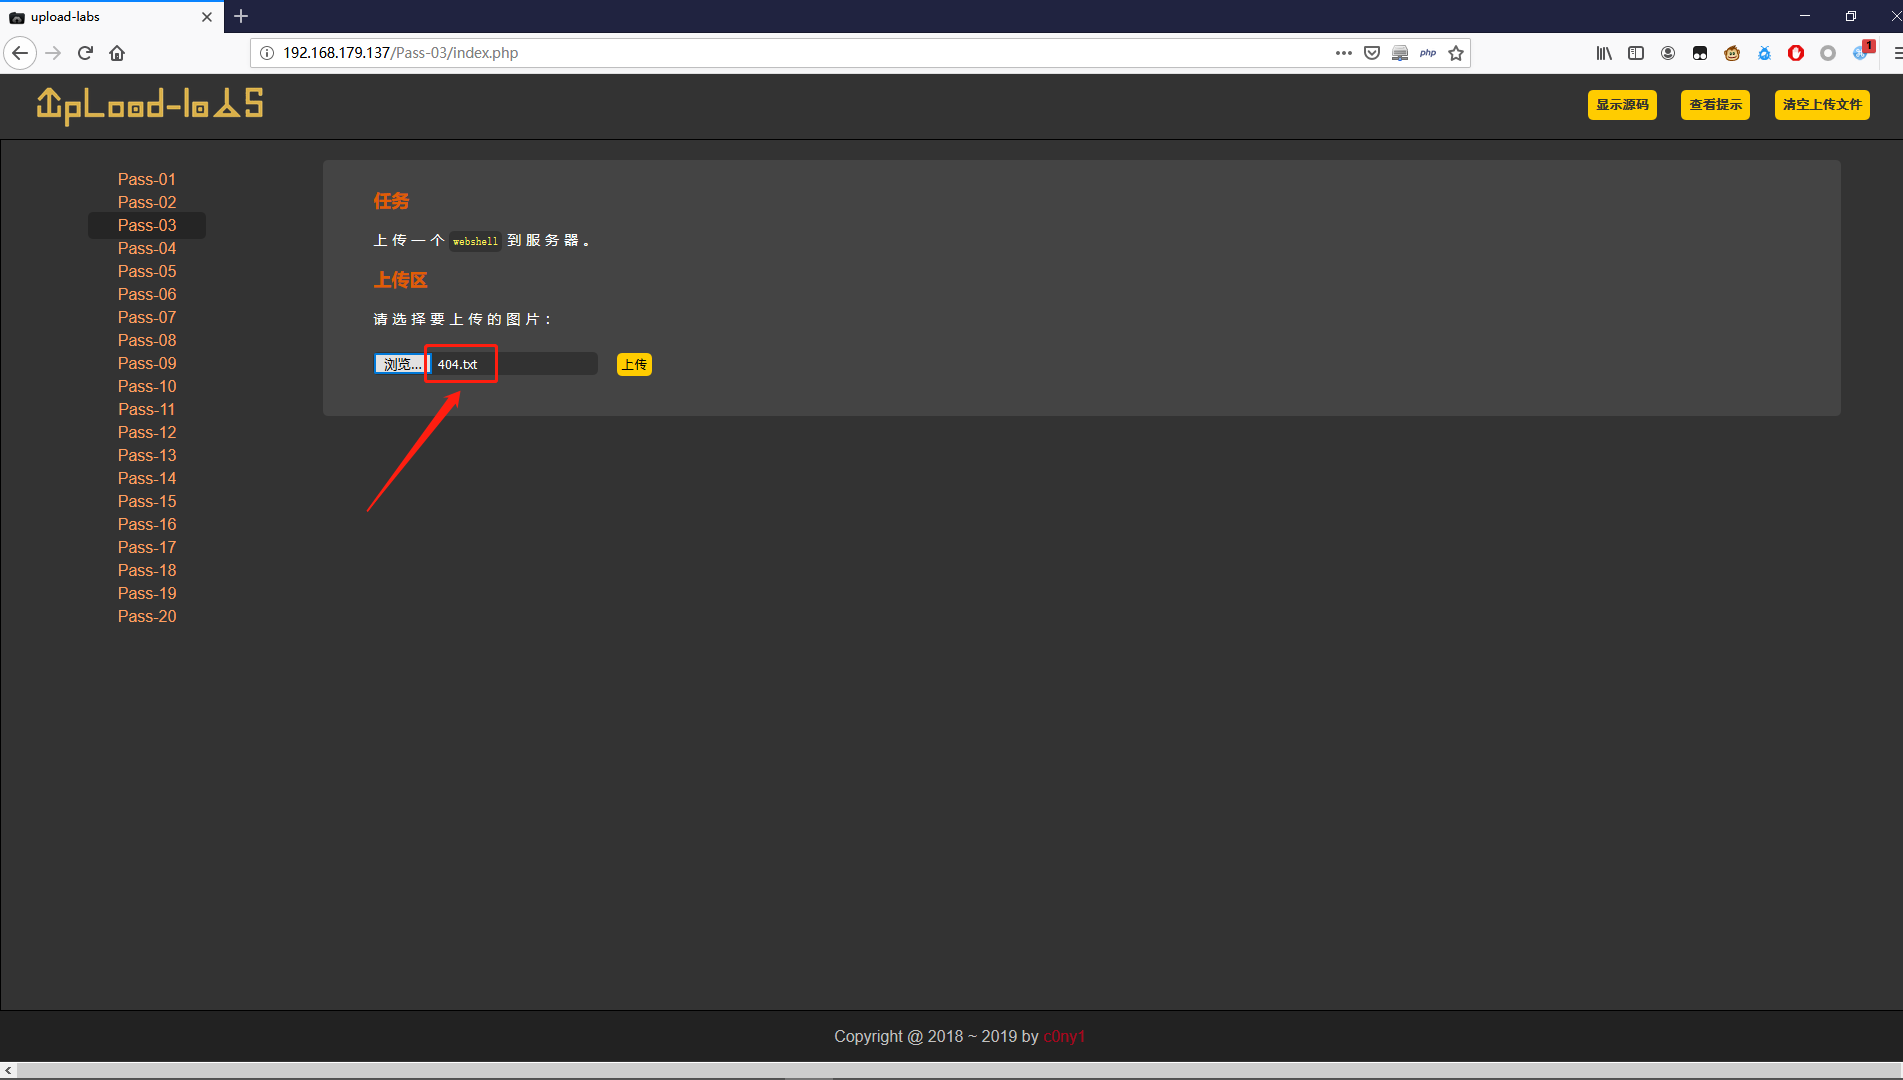 upload-labs
192.168.179.137/Pass-03/index.php
php
1
UpLoad-labs
显示源码
查看提示
清空上传文件
Pass-01
Pass-02
Pass-03
Pass-04
Pass-05
Pass-06
Pass-07
Pass-08
Pass-09
Pass-10
Pass-11
Pass-12
Pass-13
Pass-14
Pass-15
Pass-16
Pass-17
Pass-18
Pass-19
Pass-20
任务
上传一个 webshell 到服务器。
上传区
请选择要上传的图片：
浏览... 404.txt 上传
Copyright @ 2018 ~ 2019 by c0ny1